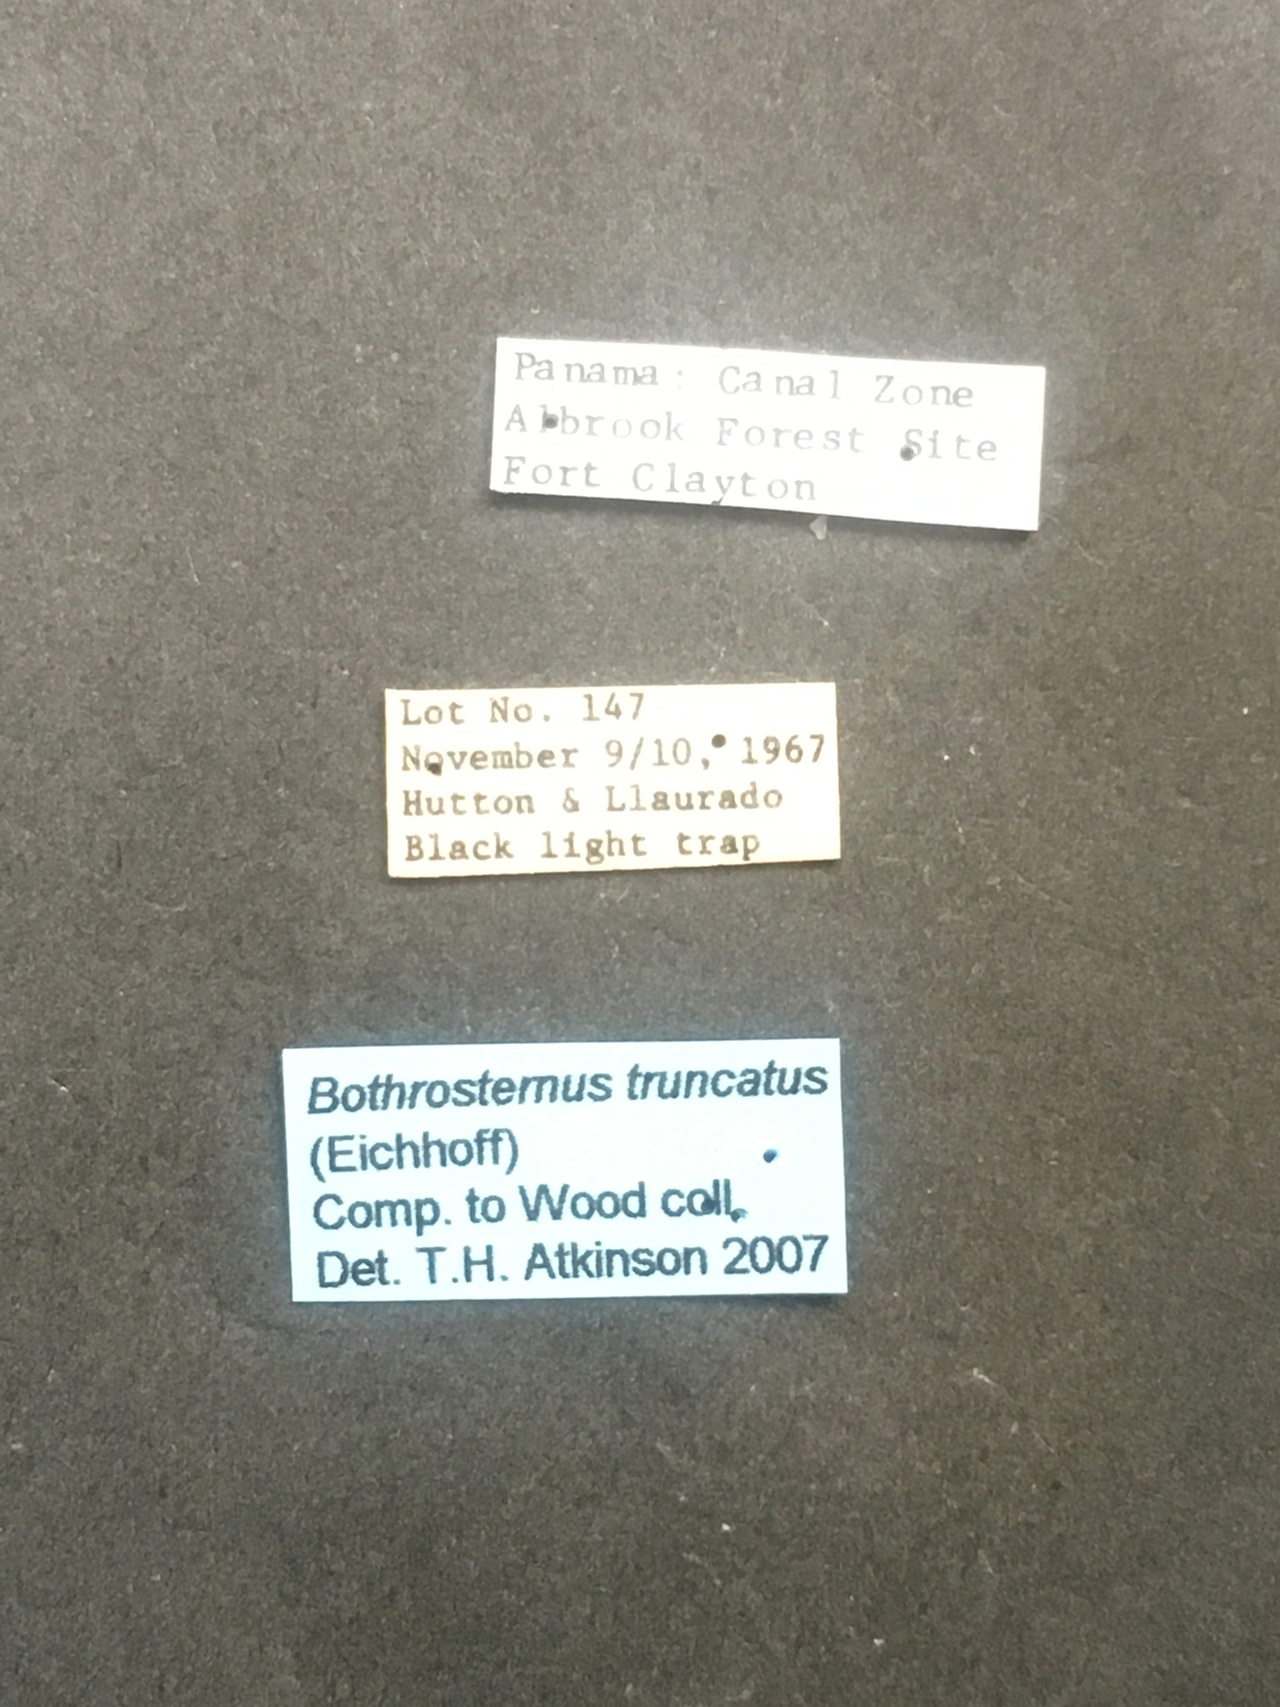 Panama: Canal Zone
Albrook Forest Site
Fort Clayton
Lot No. 147
November 9/10, 1967
Hutton & Llaurado
Black light trap
Bothrosternus truncatus
(Eichhoff)
Comp. to Wood coll.
Det. T.H. Atkinson 2007